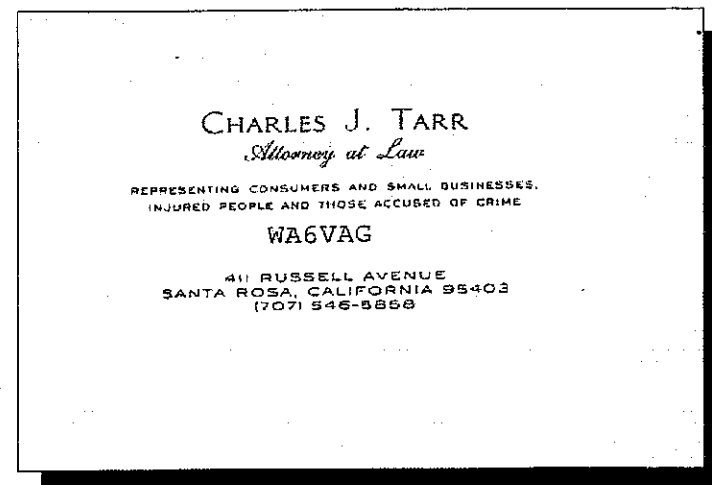 CHARLES J. TARR
Attorney at Law
REPRESENTING CONSUMERS AND SMALL BUSINESSES,
INJURED PEOPLE AND THOSE ACCUSED OF CRIME
WA6VAG
411 RUSSELL AVENUE
SANTA ROSA, CALIFORNIA 95403
(707) 546-5858